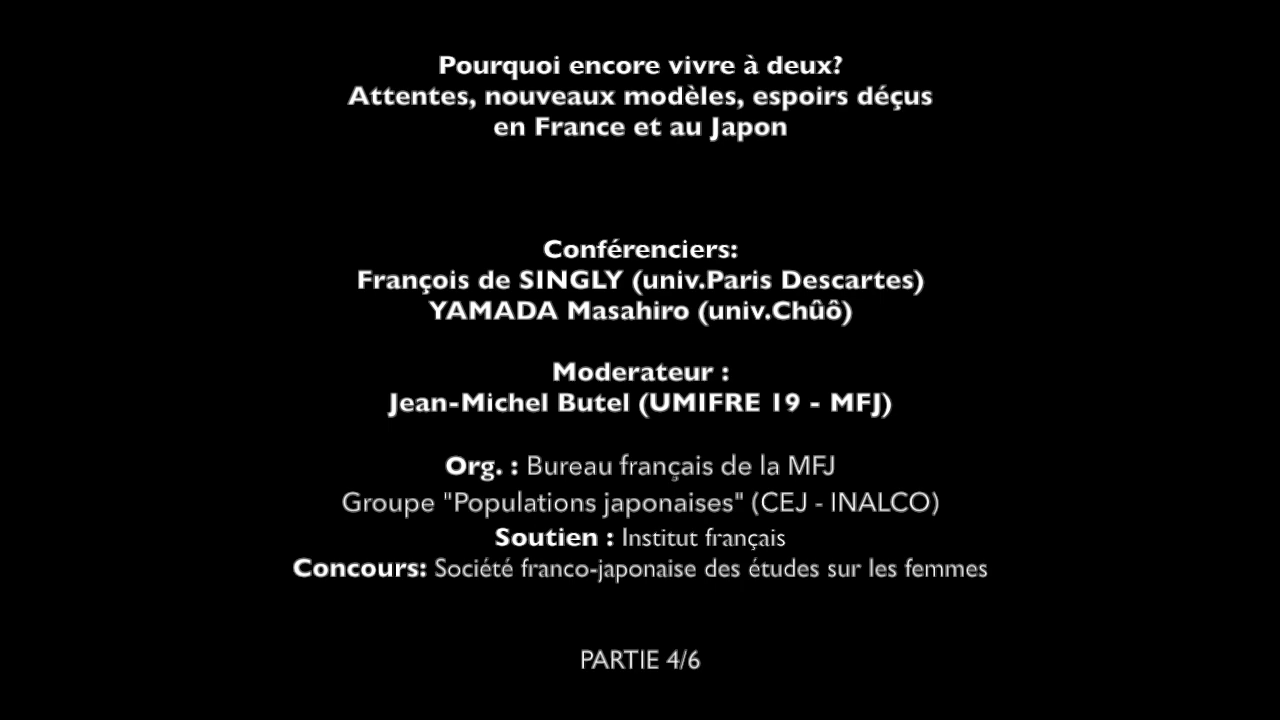 Pourquoi encore vivre à deux?
Attentes, nouveaux modèles, espoirs déçus
en France et au Japon
Conférenciers:
François de SINGLY (univ.Paris Descartes)
YAMADA Masahiro (univ.Chûô)
Moderateur :
Jean-Michel Butel (UMIFRE 19 - MFJ)
Org. : Bureau français de la MFJ
Groupe "Populations japonaises" (CEJ - INALCO)
Soutien : Institut français
Concours: Société franco-japonaise des études sur les femmes
PARTIE 4/6